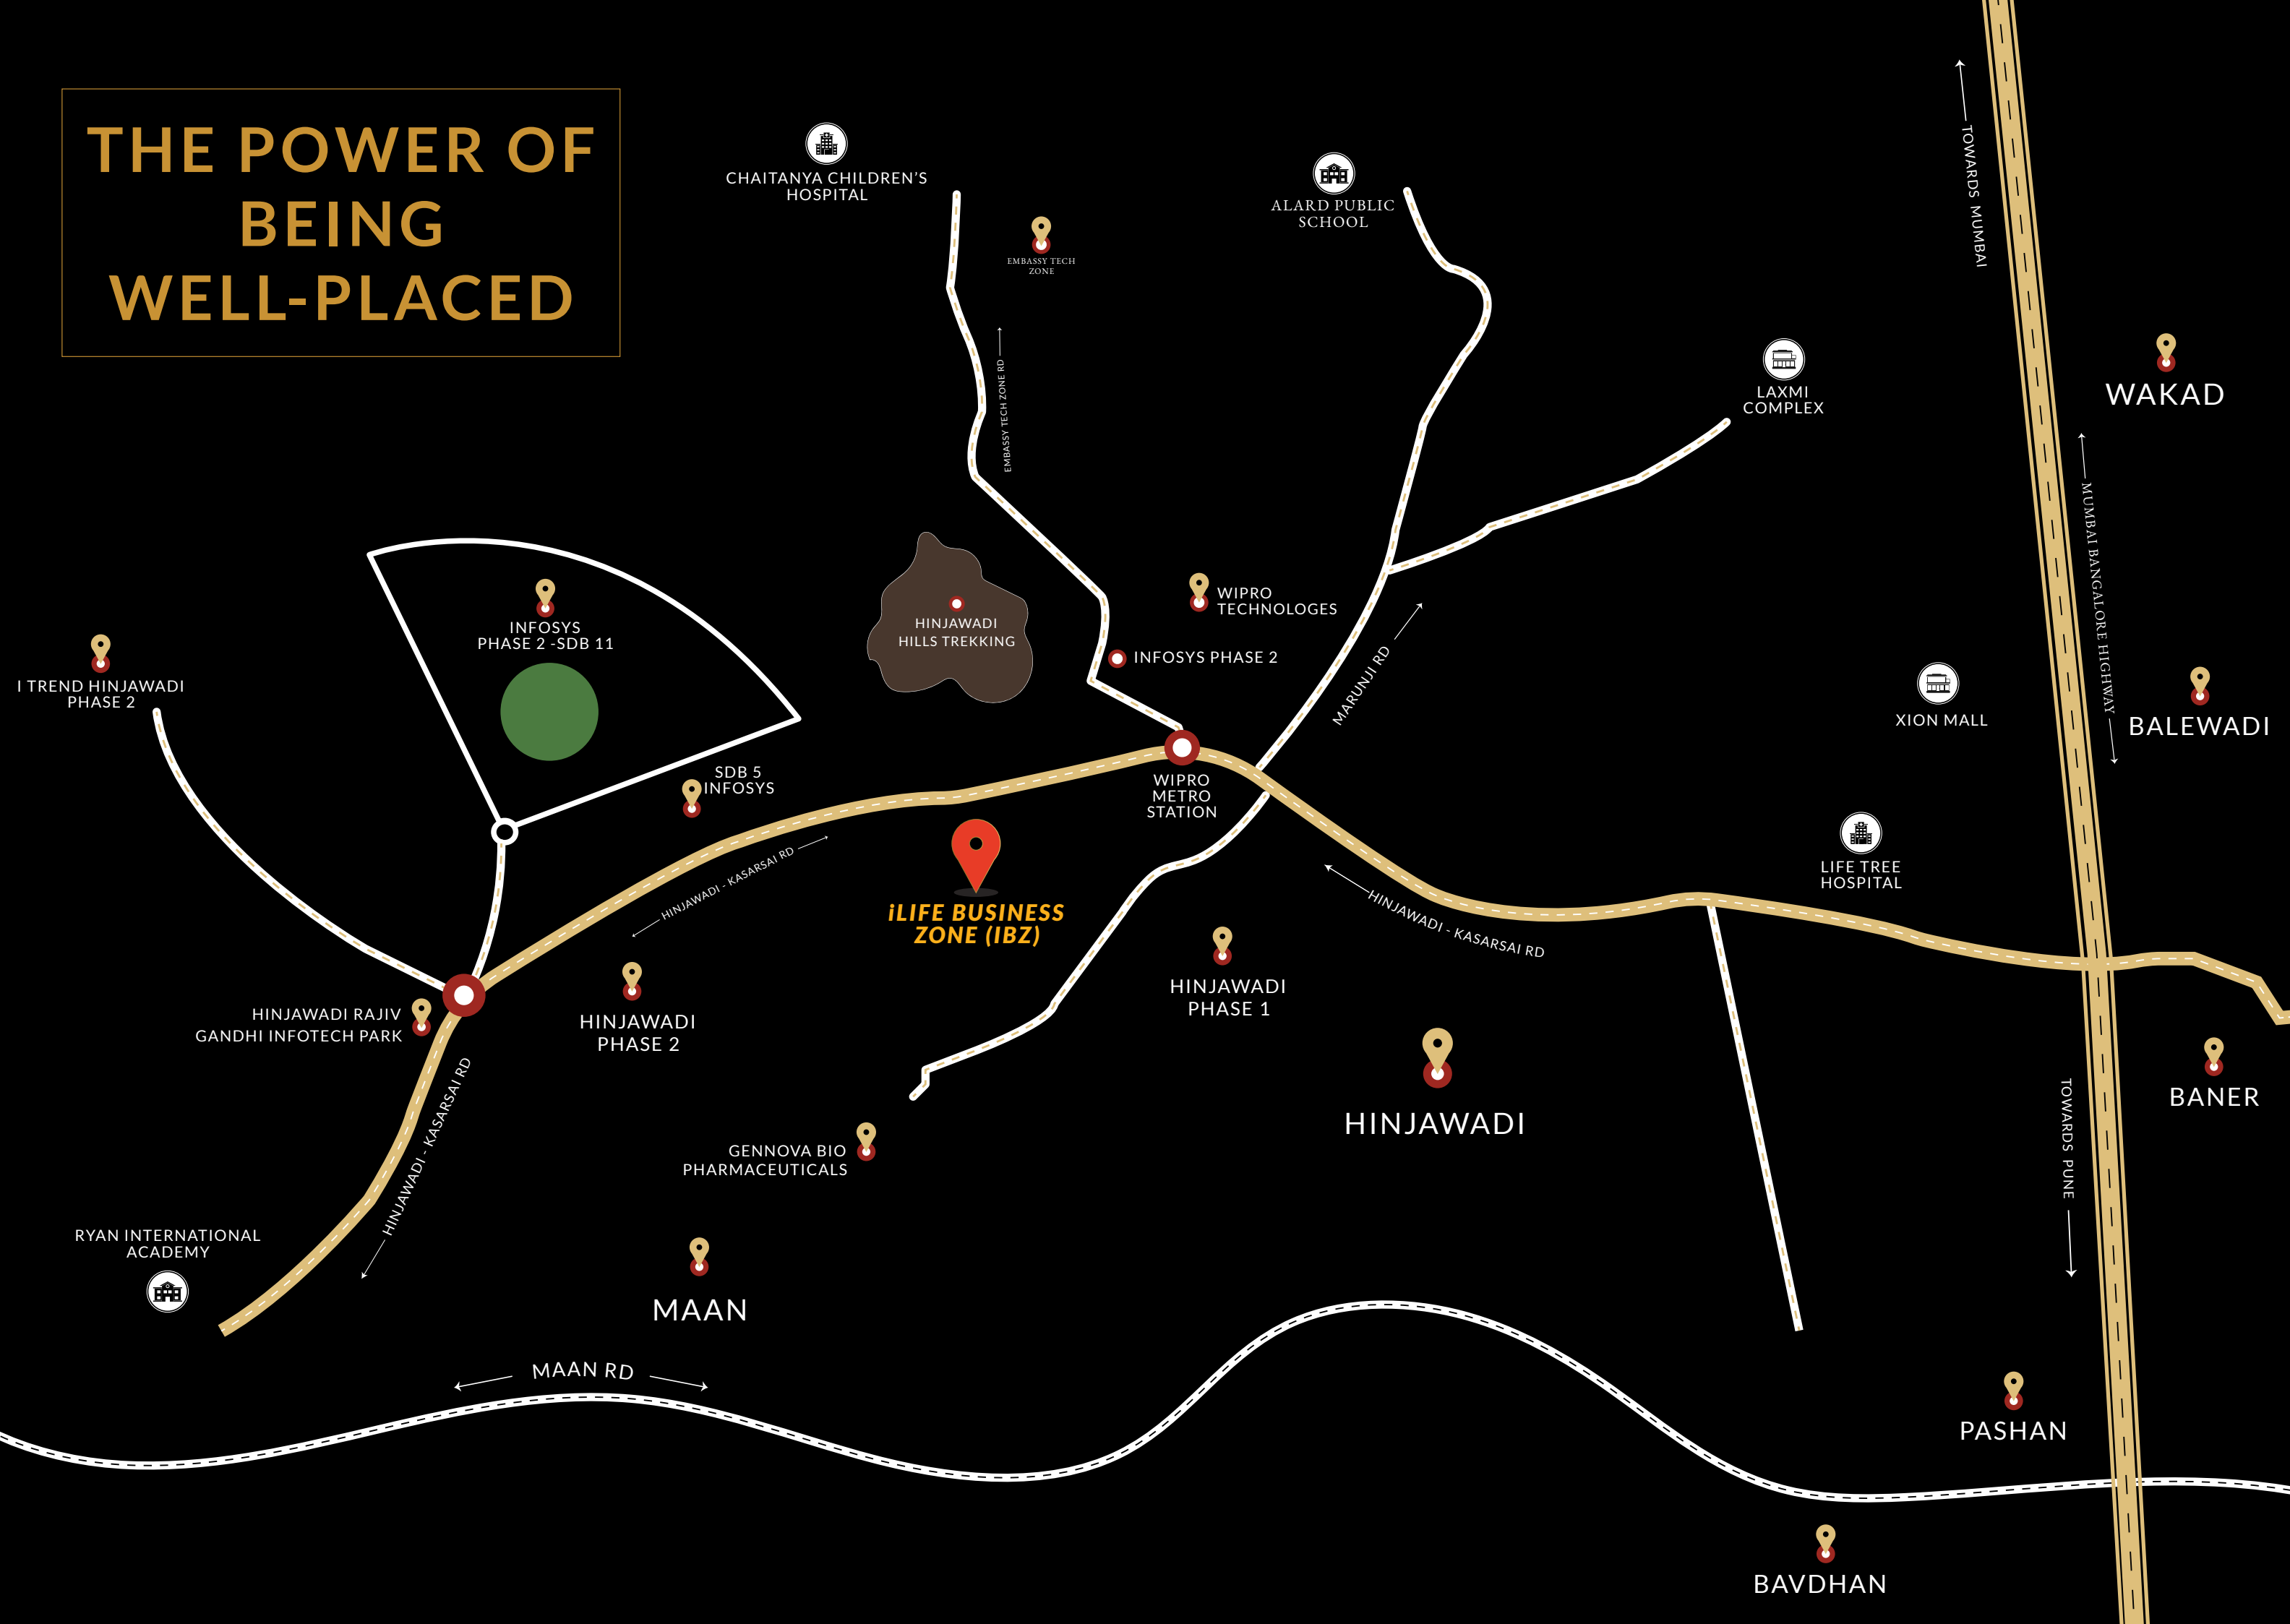 THE POWER OF
BEING
WELL-PLACED
CHAITANYA CHILDREN’S
HOSPITAL
EMBASSY TECH
ZONE
EMBASSY TECH ZONE RD
ALARD PUBLIC
SCHOOL
TOWARDS MUMBAI
LAXMI
COMPLEX
WAKAD
MUMBAI BANGALORE HIGHWAY
INFOSYS
PHASE 2 -SDB 11
HINJAWADI
HILLS TREKKING
WIPRO
TECHNOLOGES
INFOSYS PHASE 2
MARUNJI RD
I TREND HINJAWADI
PHASE 2
XION MALL
BALEWADI
SDB 5
INFOSYS
WIPRO
METRO
STATION
HINJAWADI - KASARSAI RD
iLIFE BUSINESS
ZONE (IBZ)
HINJAWADI - KASARSAI RD
LIFE TREE
HOSPITAL
HINJAWADI RAJIV
GANDHI INFOTECH PARK
HINJAWADI
PHASE 2
HINJAWADI
PHASE 1
HINJAWADI
BANER
TOWARDS PUNE
HINJAWADI - KASARSAI RD
GENNOVA BIO
PHARMACEUTICALS
RYAN INTERNATIONAL
ACADEMY
MAAN
MAAN RD
PASHAN
BAVDHAN